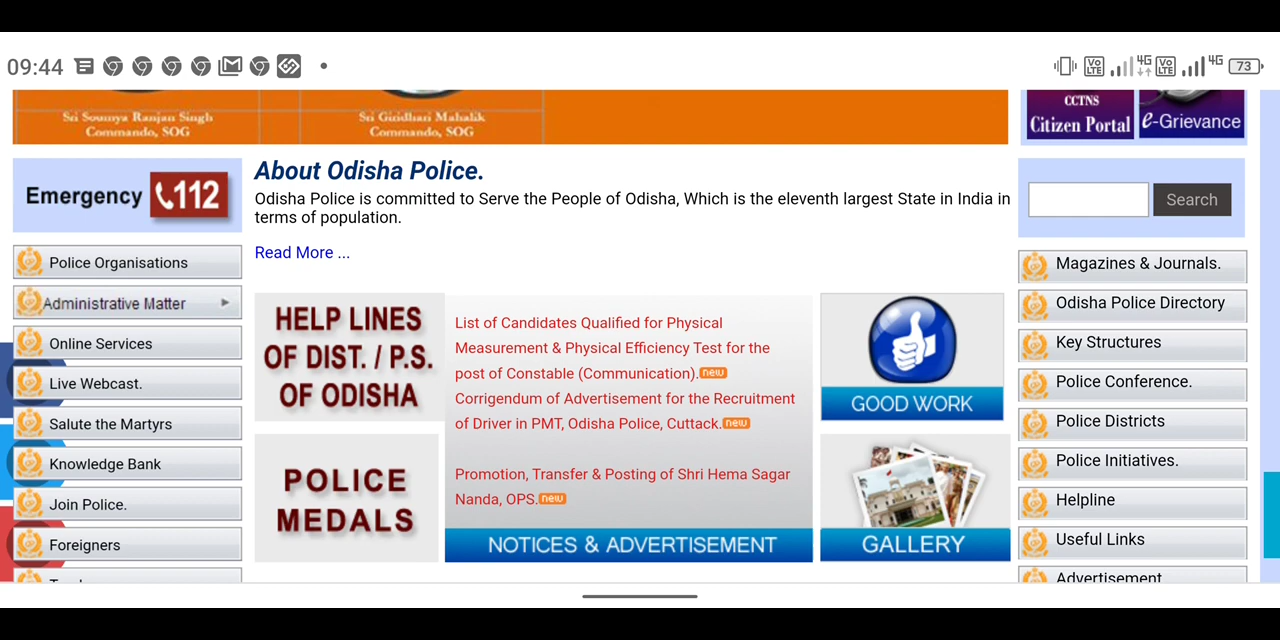 09:44
Vo LTE 4G Vo LTE 4G 73
Sri Soumya Ranjan Singh
Commando, SOG
Sri Giridhari Mahalik
Commando, SOG
CCTNS
Citizen Portal
e-Grievance
Emergency 112
Police Organisations
Administrative Matter
Online Services
Live Webcast.
Salute the Martyrs
Knowledge Bank
Join Police.
Foreigners
About Odisha Police.
Odisha Police is committed to Serve the People of Odisha, Which is the eleventh largest State in India in
terms of population.
Read More ...
HELP LINES
OF DIST. / P.S.
OF ODISHA
POLICE
MEDALS
List of Candidates Qualified for Physical
Measurement & Physical Efficiency Test for the
post of Constable (Communication). new
Corrigendum of Advertisement for the Recruitment
of Driver in PMT, Odisha Police, Cuttack. new
Promotion, Transfer & Posting of Shri Hema Sagar
Nanda, OPS. new
NOTICES & ADVERTISEMENT
GOOD WORK
GALLERY
Search
Magazines & Journals.
Odisha Police Directory
Key Structures
Police Conference.
Police Districts
Police Initiatives.
Helpline
Useful Links
Advertisement